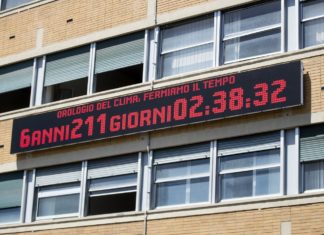 OROLOGIO DEL CLIMA: FERMIAMO IL TEMPO
6ANNI211GIORNI02:38:32